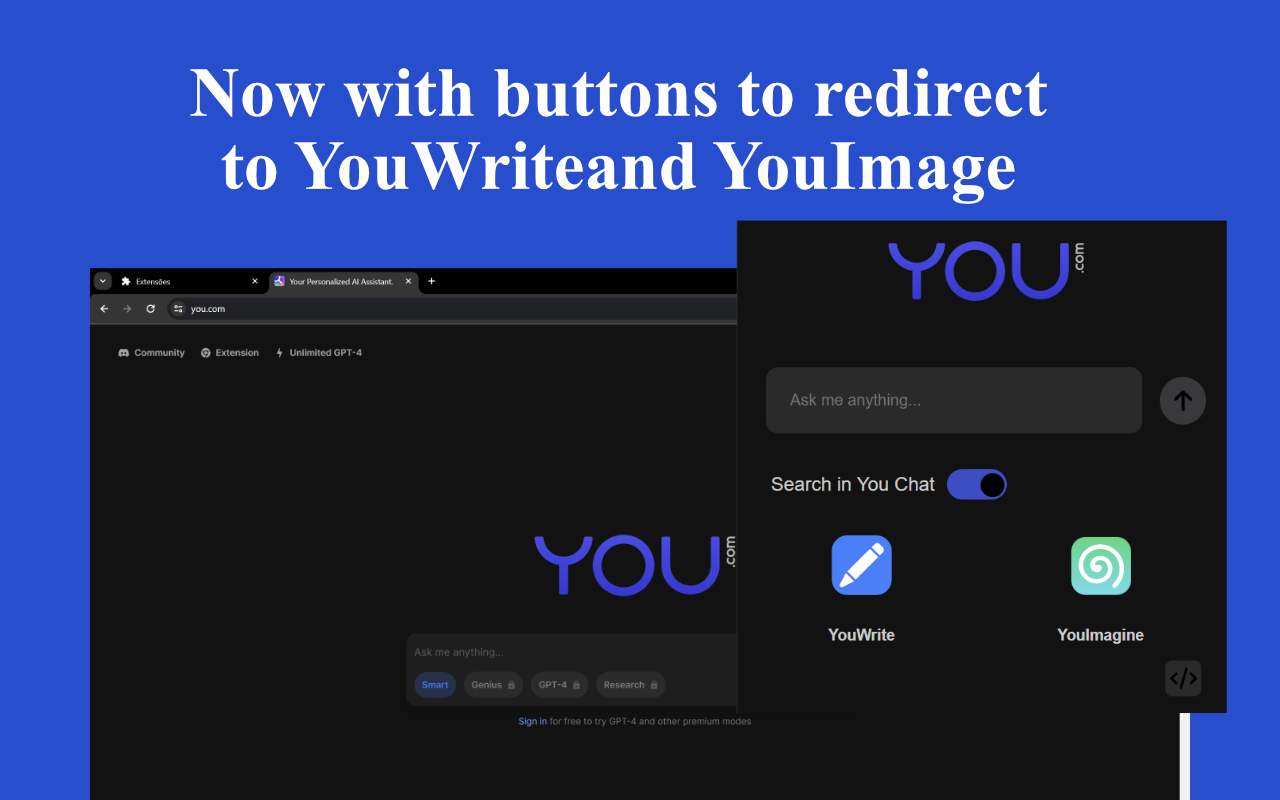 Now with buttons to redirect
to YouWriteand YouImage
Extensões
Your Personalized AI Assistant.
you.com
Community
Extension
Unlimited GPT-4
YOU.com
Ask me anything...
Smart
Genius
GPT-4
Research
Sign in for free to try GPT-4 and other premium modes
YOU.com
Ask me anything...
Search in You Chat
YouWrite
YouImagine